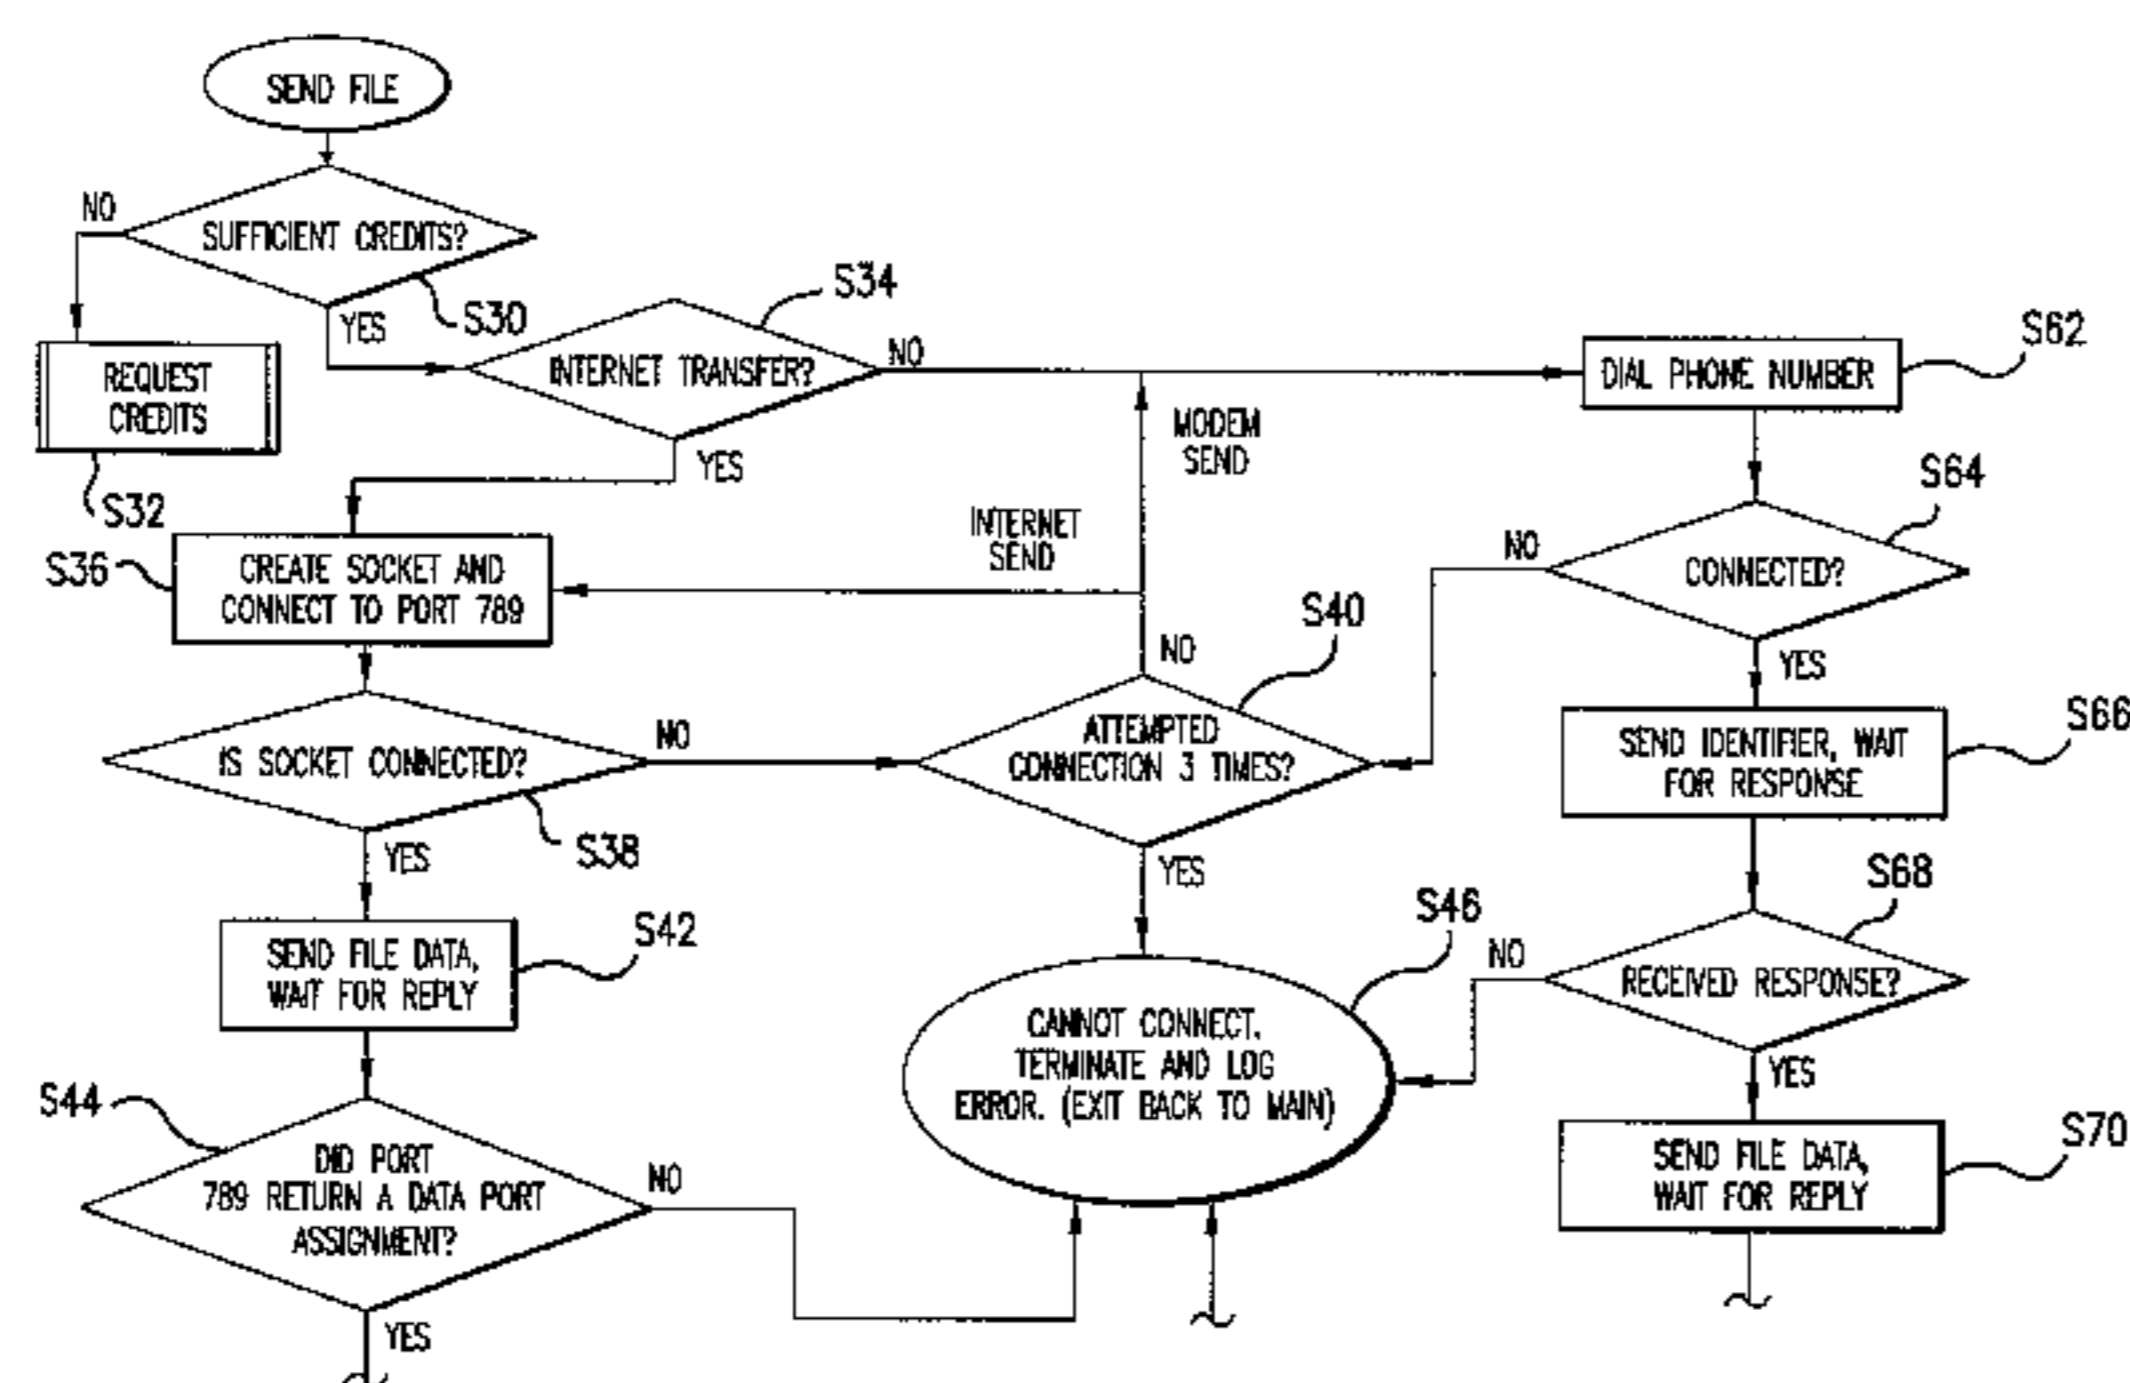 SEND FILE
NO
SUFFICIENT CREDITS?
S30
YES
REQUEST
CREDITS
S32
S34
INTERNET TRANSFER?
NO
YES
MODEM
SEND
INTERNET
SEND
DIAL PHONE NUMBER
S62
S64
NO
CONNECTED?
YES
S36
CREATE SOCKET AND
CONNECT TO PORT 789
S40
NO
ATTEMPTED
CONNECTION 3 TIMES?
YES
IS SOCKET CONNECTED?
NO
S38
YES
SEND IDENTIFIER, WAIT
FOR RESPONSE
S66
S68
NO
RECEIVED RESPONSE?
YES
SEND FILE DATA,
WAIT FOR REPLY
S42
S46
CANNOT CONNECT.
TERMINATE AND LOG
ERROR. (EXIT BACK TO MAIN)
S44
DID PORT
789 RETURN A DATA PORT
ASSIGNMENT?
NO
YES
SEND FILE DATA,
WAIT FOR REPLY
S70